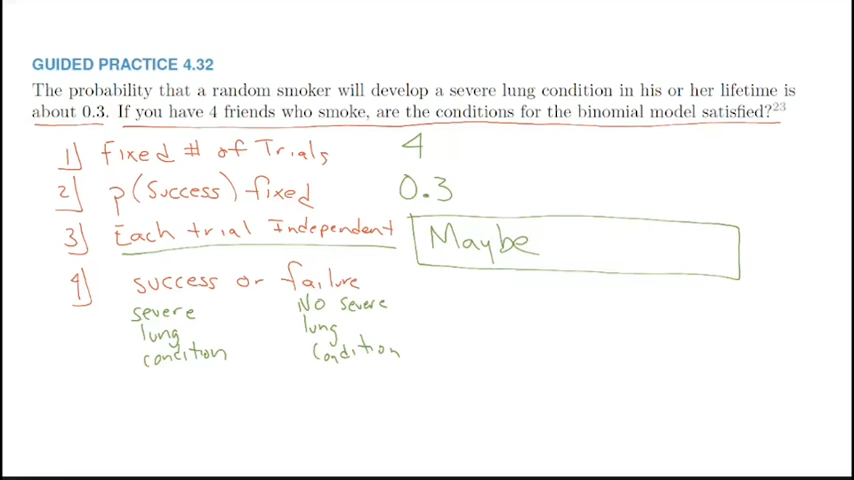 GUIDED PRACTICE 4.32
The probability that a random smoker will develop a severe lung condition in his or her lifetime is
about 0.3. If you have 4 friends who smoke, are the conditions for the binomial model satisfied?23
1) fixed # of Trials 4
2) p(success) fixed 0.3
3) Each trial Independent Maybe
4) success or failure
severe NO severe
lung lung
condition condition